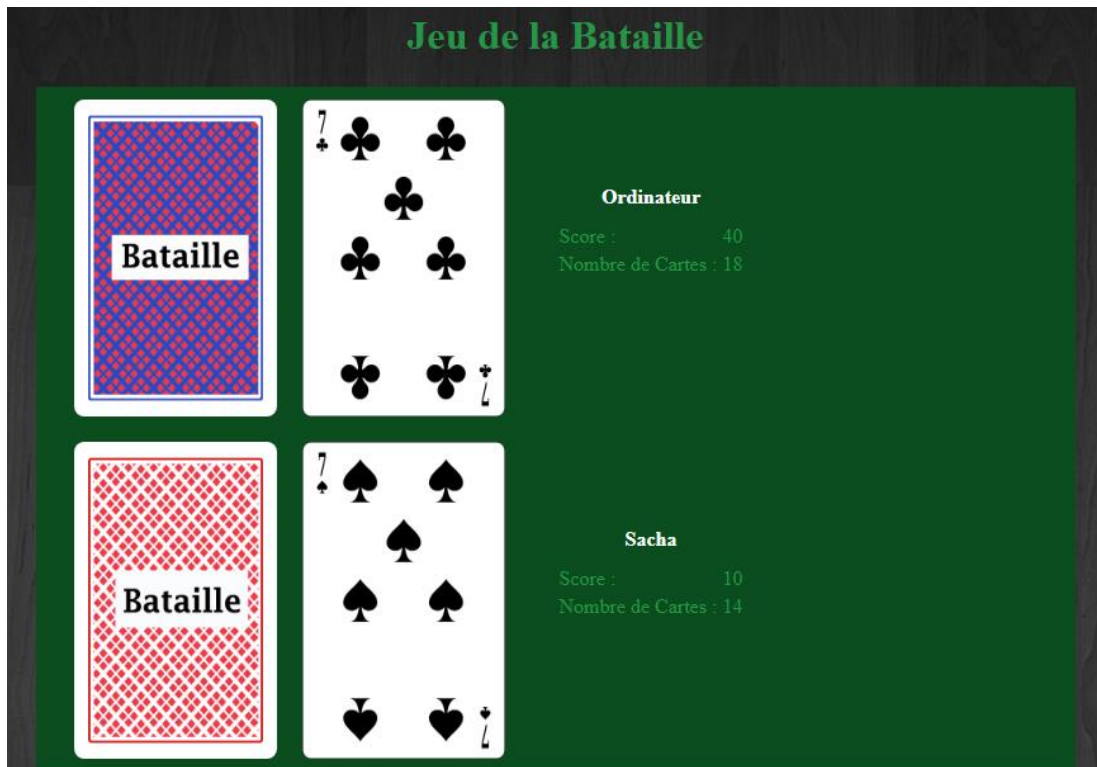 Jeu de la Bataille
Bataille
7
7
Ordinateur
Score : 40
Nombre de Cartes : 18
Bataille
7
7
Sacha
Score : 10
Nombre de Cartes : 14